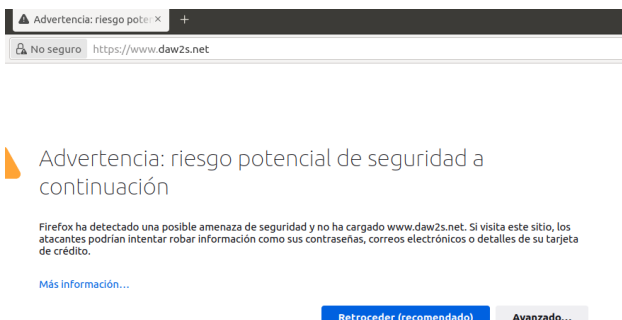 Advertencia: riesgo poten
No seguro https://www.daw2s.net
Advertencia: riesgo potencial de seguridad a
continuación
Firefox ha detectado una posible amenaza de seguridad y no ha cargado www.daw2s.net. Si visita este sitio, los
atacantes podrían intentar robar información como sus contraseñas, correos electrónicos o detalles de su tarjeta
de crédito.
Más información...
Retroceder (recomendado) Avanzado...